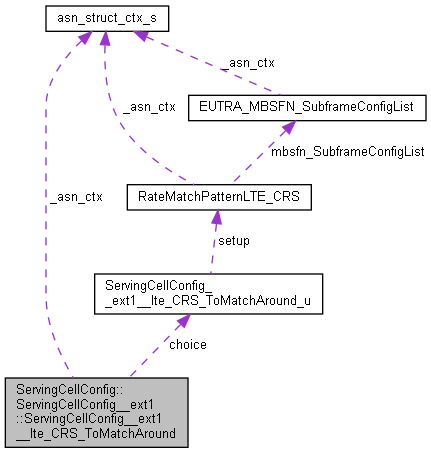 asn_struct_ctx_s
_asn_ctx
EUTRA_MBSFN_SubframeConfigList
_asn_ctx
mbsfn_SubframeConfigList
RateMatchPatternLTE_CRS
_asn_ctx
setup
ServingCellConfig_
_ext1__lte_CRS_ToMatchAround_u
choice
ServingCellConfig::
ServingCellConfig__ext1
::ServingCellConfig__ext1
__lte_CRS_ToMatchAround